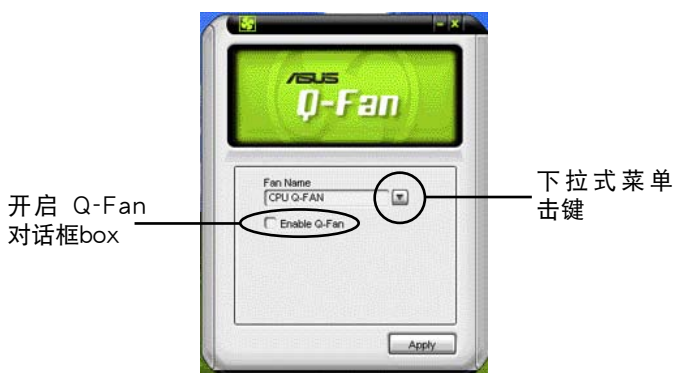 ASUS
Q-Fan
Fan Name
CPU Q-FAN
Enable Q-Fan
Apply
开启 Q-Fan
对话框box
下拉式菜单
击键